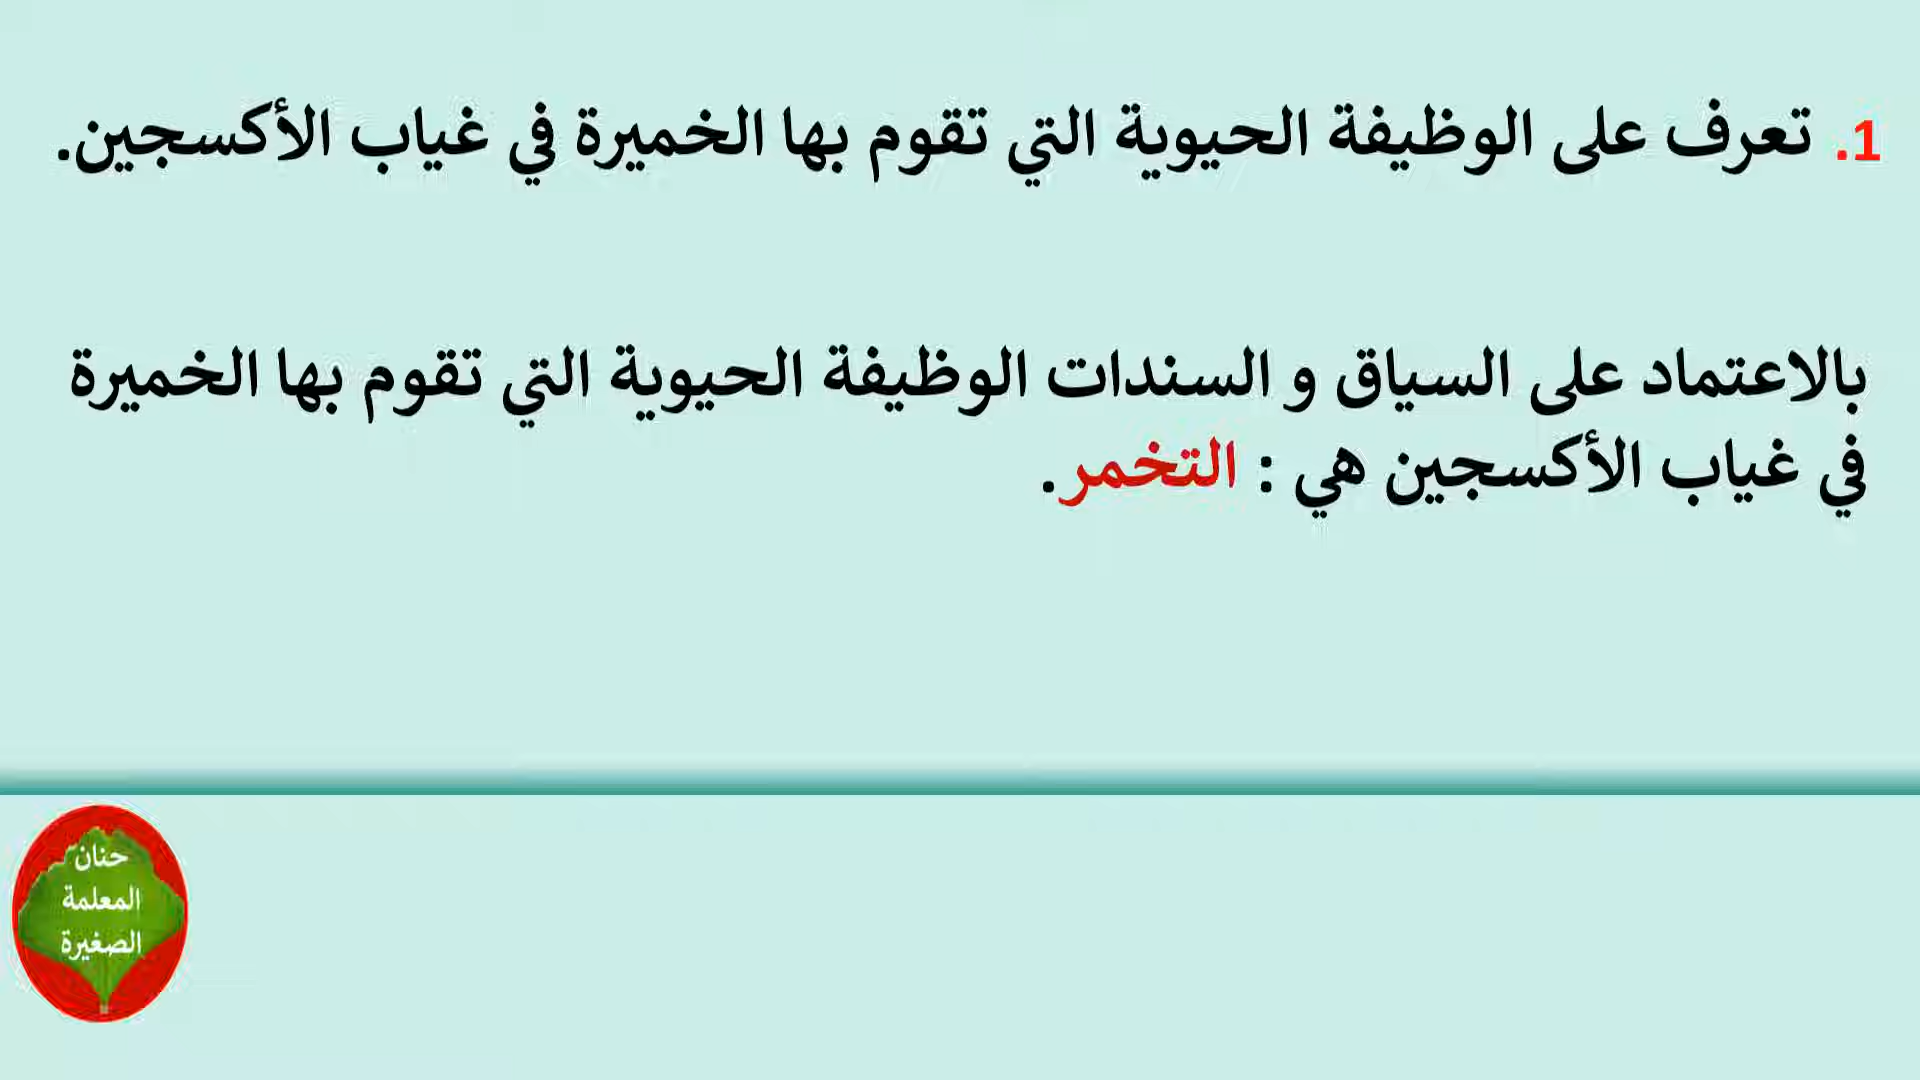 1. تعرف على الوظيفة الحيوية التي تقوم بها الخميرة في غياب الأكسجين.
بالاعتماد على السياق و السندات الوظيفة الحيوية التي تقوم بها الخميرة
في غياب الأكسجين هي : التخمر.
حنان
المعلمة
الصغيرة